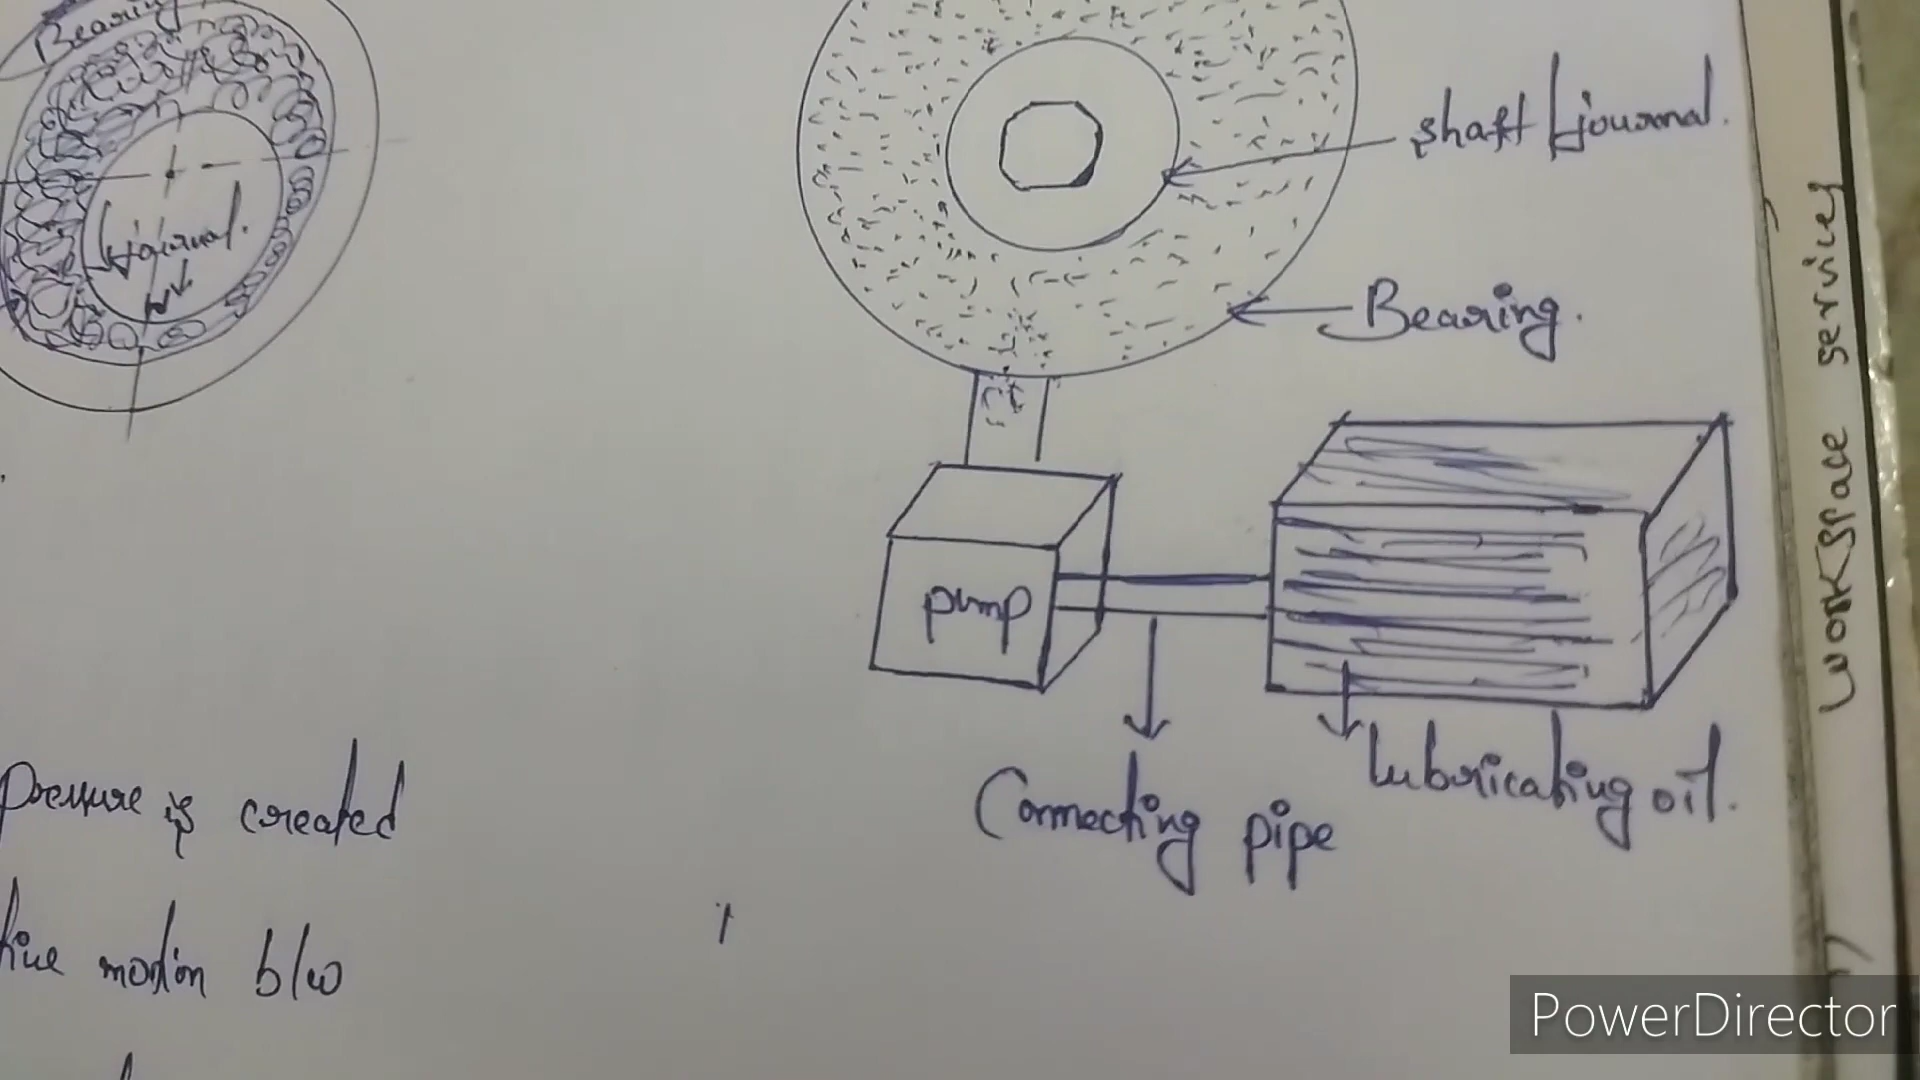 Bearing
journal.
shaft/journal.
Bearing.
pump
lubricating oil.
Connecting pipe
pressure is created
motion b/w
workspace services
PowerDirector